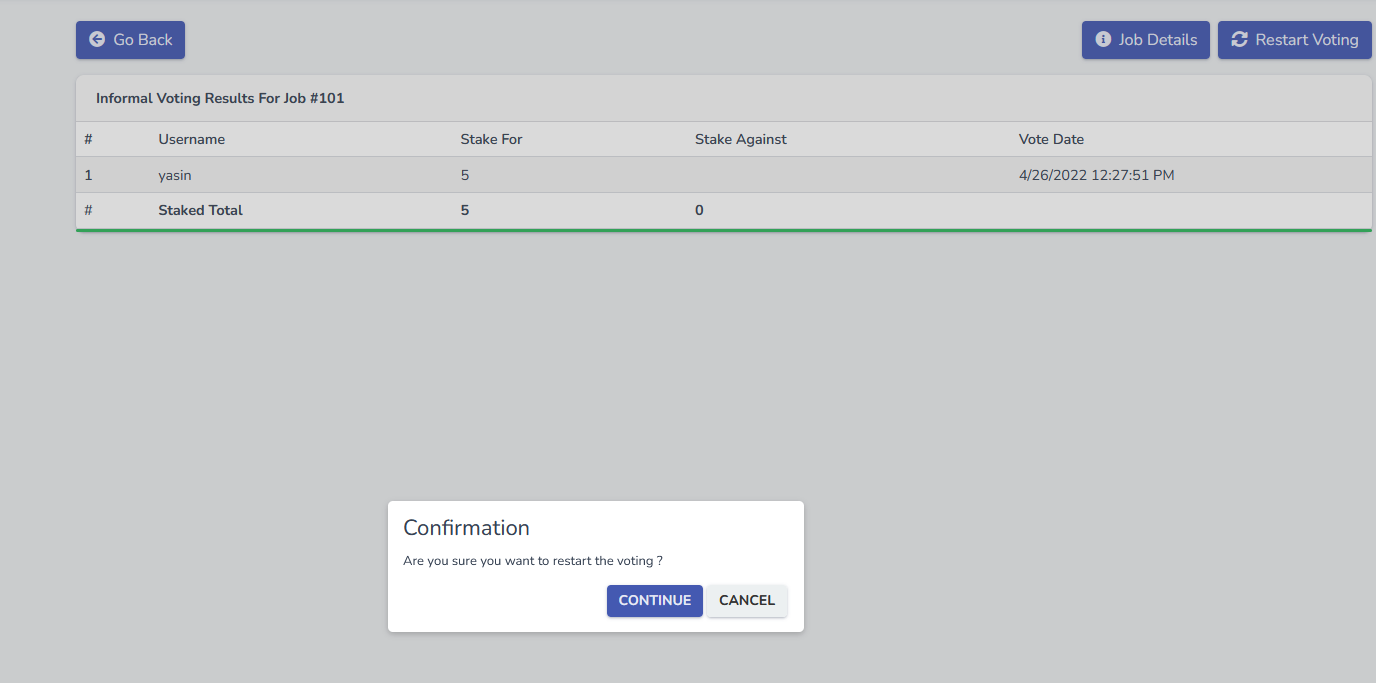 Go Back Job Details Restart Voting
Informal Voting Results For Job #101
# Username Stake For Stake Against Vote Date
1 yasin 5 4/26/2022 12:27:51 PM
# Staked Total 5 0
Confirmation
Are you sure you want to restart the voting ?
CONTINUE CANCEL